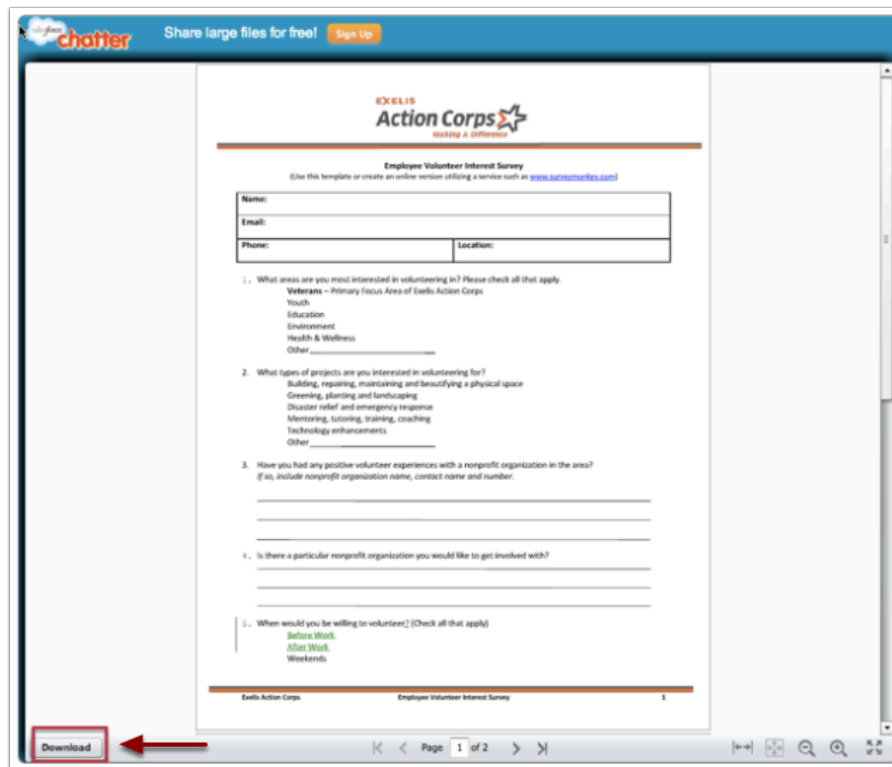 salesforce
chatter
Share large files for free!
Sign Up
EXELIS
Action Corps
Making A Difference
Employee Volunteer Interest Survey
(Use this template or create an online version utilizing a service such as www.surveymonkey.com)
Name:
Email:
Phone: Location:
1. What areas are you most interested in volunteering in? Please check all that apply.
Veterans – Primary Focus Area of Exelis Action Corps
Youth
Education
Environment
Health & Wellness
Other
2. What types of projects are you interested in volunteering for?
Building, repairing, maintaining and beautifying a physical space
Greening, planting and landscaping
Disaster relief and emergency response
Mentoring, tutoring, training, coaching
Technology enhancements
Other
3. Have you had any positive volunteer experiences with a nonprofit organization in the area?
If so, include nonprofit organization name, contact name and number.
4. Is there a particular nonprofit organization you would like to get involved with?
5. When would you be willing to volunteer? (Check all that apply)
Before Work
After Work
Weekends
Exelis Action Corps Employee Volunteer Interest Survey 1
Download Page 1 of 2